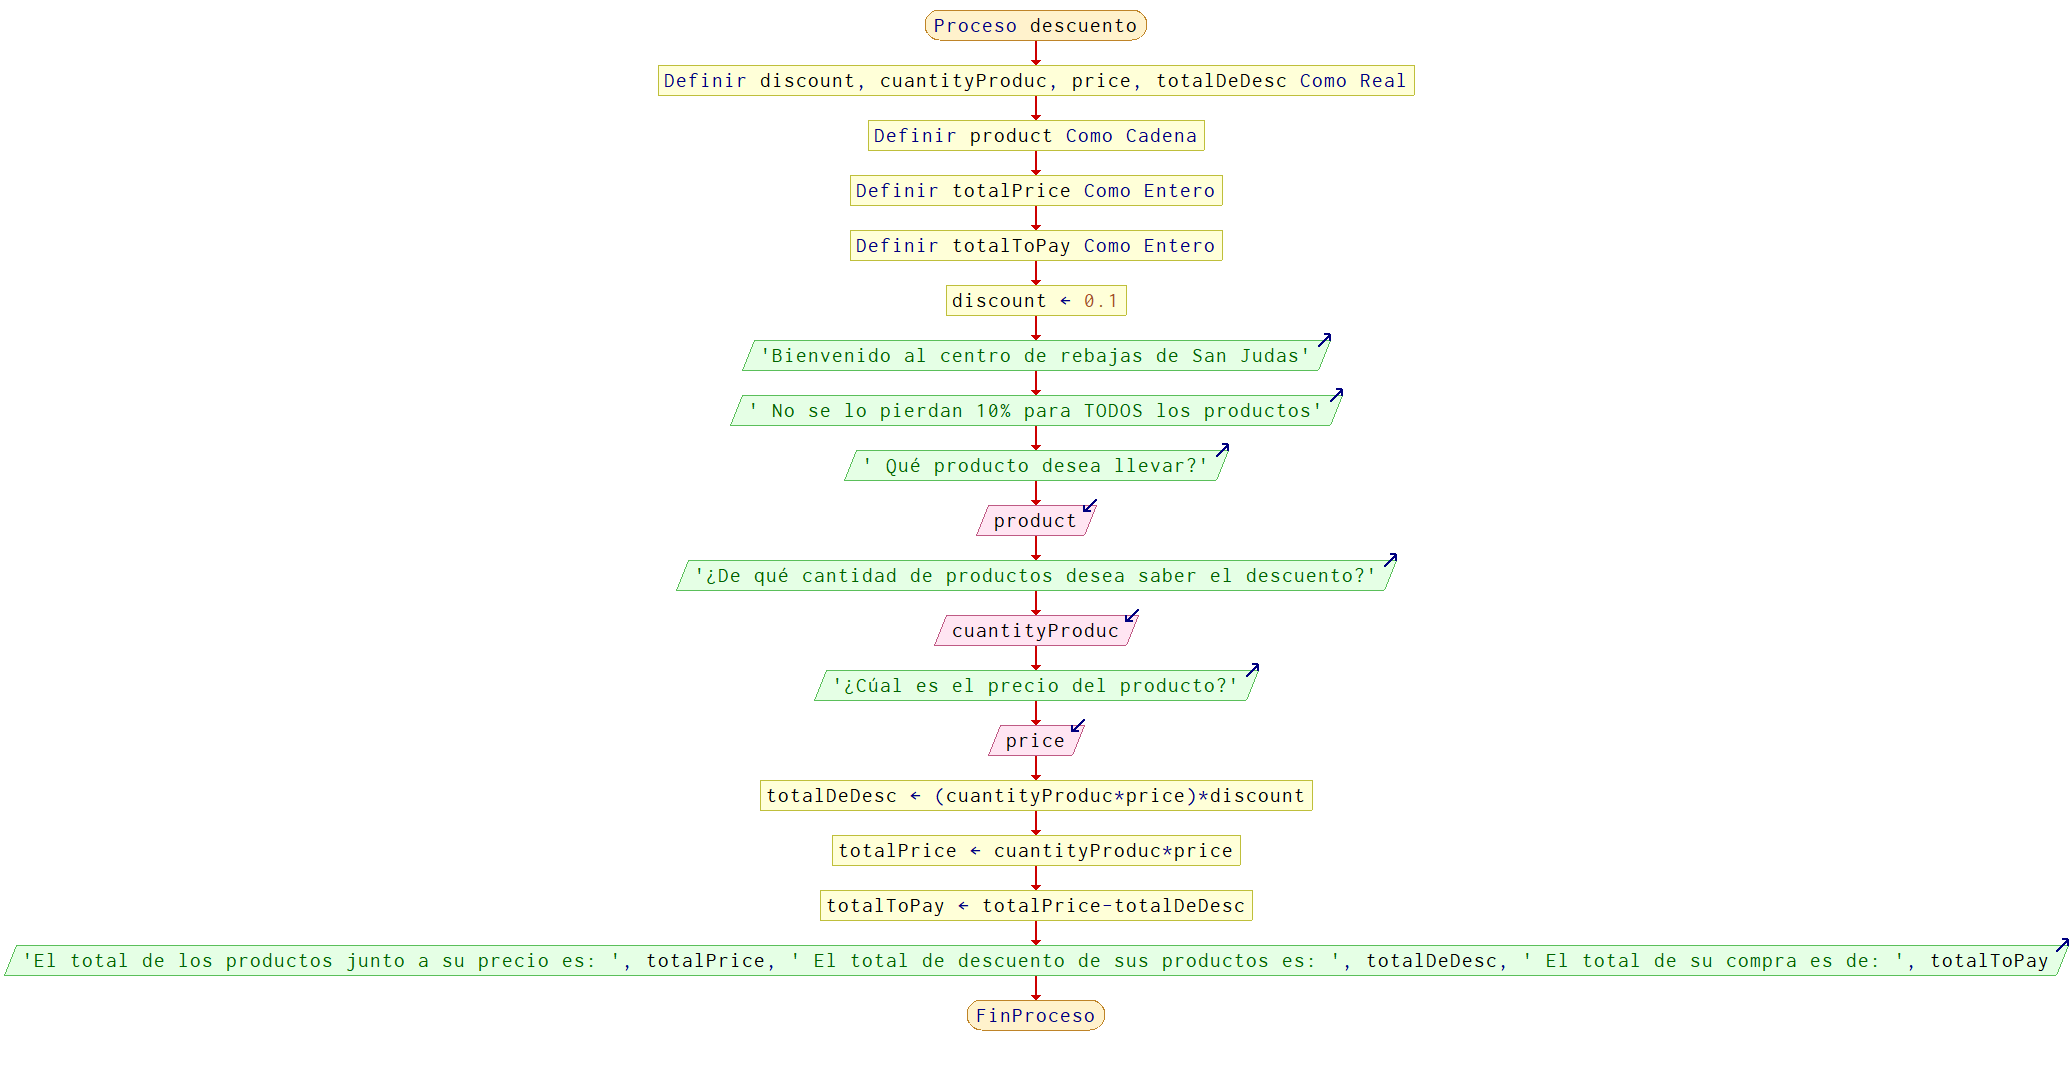 Proceso descuento
Definir discount, cuantityProduc, price, totalDeDesc Como Real
Definir product Como Cadena
Definir totalPrice Como Entero
Definir totalToPay Como Entero
discount ← 0.1
'Bienvenido al centro de rebajas de San Judas'
' No se lo pierdan 10% para TODOS los productos'
' Qué producto desea llevar?'
product
'¿De qué cantidad de productos desea saber el descuento?'
cuantityProduc
'¿Cúal es el precio del producto?'
price
totalDeDesc ← (cuantityProduc*price)*discount
totalPrice ← cuantityProduc*price
totalToPay ← totalPrice-totalDeDesc
'El total de los productos junto a su precio es: ', totalPrice, ' El total de descuento de sus productos es: ', totalDeDesc, ' El total de su compra es de: ', totalToPay
FinProceso